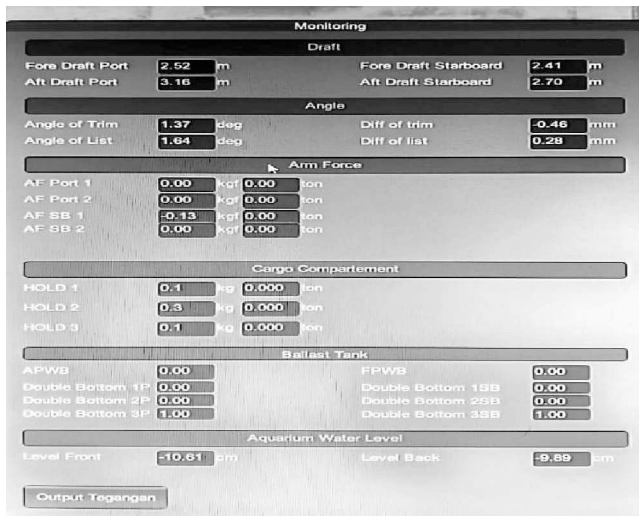 Monitoring
Draft
Fore Draft Port 2.52 m Fore Draft Starboard 2.41 m
Aft Draft Port 3.16 m Aft Draft Starboard 2.70 m
Angle
Angle of Trim 1.37 deg Diff of trim -0.46 mm
Angle of List 1.64 deg Diff of list 0.28 mm
Arm Force
AF Port 1 0.00 kgf 0.00 ton
AF Port 2 0.00 kgf 0.00 ton
AF SB 1 -0.13 kgf 0.00 ton
AF SB 2 0.00 kgf 0.00 ton
Cargo Compartement
HOLD 1 0.1 kg 0.000 ton
HOLD 2 0.3 kg 0.000 ton
HOLD 3 0.1 kg 0.000 ton
Ballast Tank
APWB 0.00 FPWB 0.00
Double Bottom 1P 0.00 Double Bottom 1SB 0.00
Double Bottom 2P 0.00 Double Bottom 2SB 0.00
Double Bottom 3P 1.00 Double Bottom 3SB 1.00
Aquarium Water Level
Level Front -10.61 cm Level Back -9.89 cm
Output Tegangan